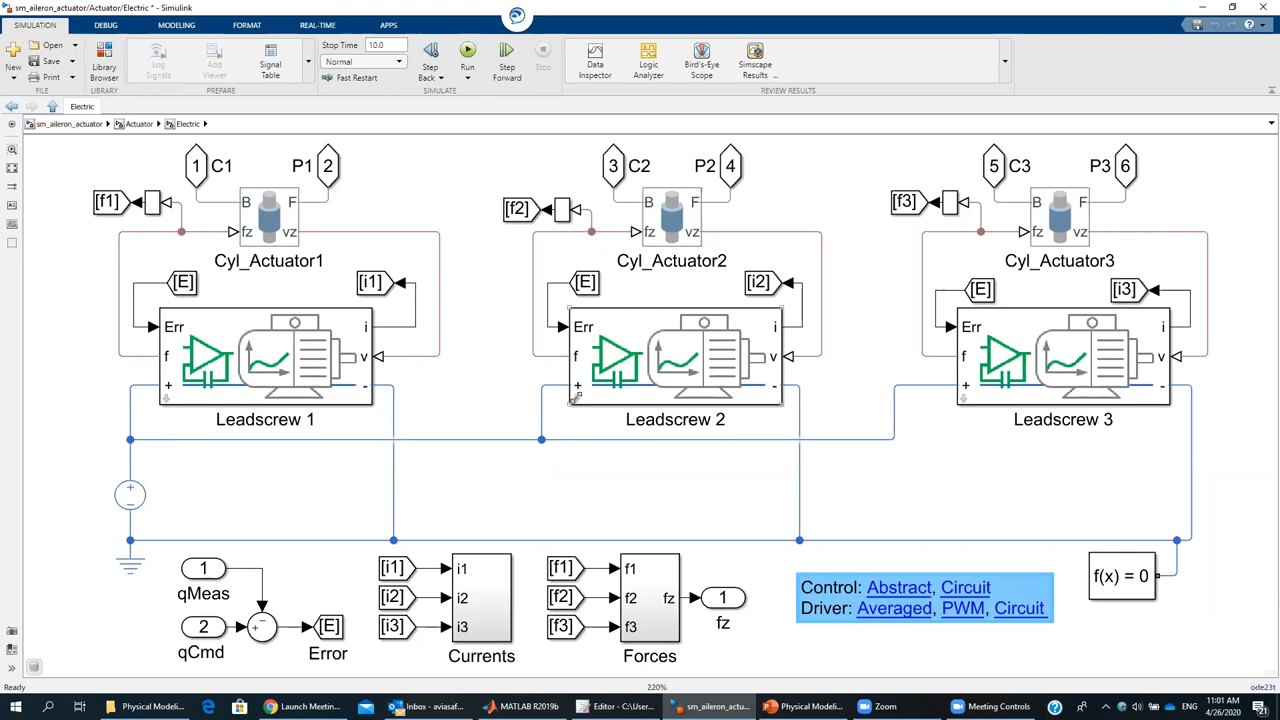 sm_aileron_actuator/Actuator/Electric * - Simulink
SIMULATION DEBUG MODELING FORMAT REAL-TIME APPS
New Open Save Print
FILE
Library Browser
LIBRARY
Log Signals Add Viewer Signal Table
PREPARE
Stop Time 10.0
Normal
Fast Restart
Step Back Run Step Forward Stop
SIMULATE
Data Inspector Logic Analyzer Bird's-Eye Scope Simscape Results ...
REVIEW RESULTS
Electric
sm_aileron_actuator Actuator Electric
1 C1 P1 2 3 C2 P2 4 5 C3 P3 6
[f1] B F [f2] B F [f3] B F
fz vz fz vz fz vz
Cyl_Actuator1 Cyl_Actuator2 Cyl_Actuator3
[E] [i1] [E] [i2] [E] [i3]
Err i Err i Err i
f v f v f v
+ - + - + -
Leadscrew 1 Leadscrew 2 Leadscrew 3
+
−
1 [i1] i1 [f1] f1
qMeas
[i2] i2 [f2] f2 fz 1
2 + − [E] [i3] i3 [f3] f3 fz
qCmd Error Currents Forces
f(x) = 0
Control: Abstract, Circuit
Driver: Averaged, PWM, Circuit
Ready 220% ode23t
Physical Modeli... Launch Meetin... Inbox - aviasaf... MATLAB R2019b Editor - C:\User... sm_aileron_actu... Physical Modeli... Zoom Meeting Controls
11:01 AM
4/26/2020